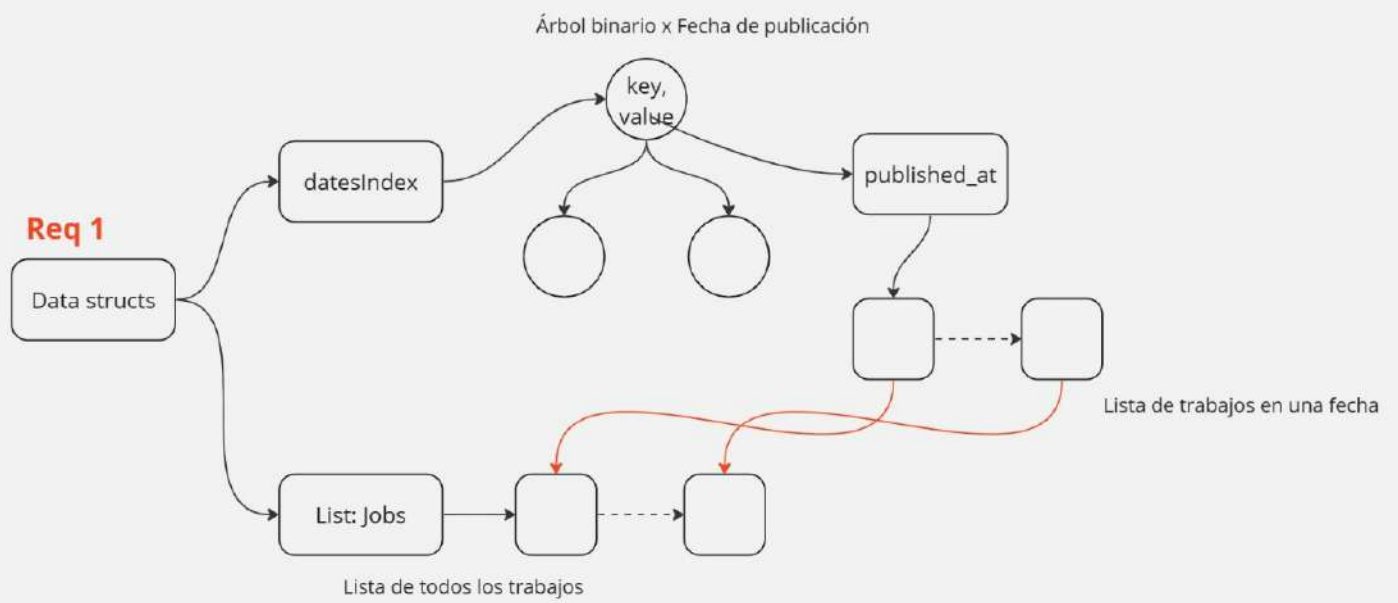 Árbol binario x Fecha de publicación
key,
value
datesIndex
published_at
Req 1
Data structs
Lista de trabajos en una fecha
List: Jobs
Lista de todos los trabajos